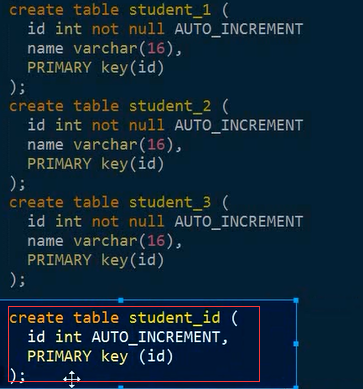 create table student_1 (
id int not null AUTO_INCREMENT
name varchar(16),
PRIMARY key(id)
);
create table student_2 (
id int not null AUTO_INCREMENT
name varchar(16),
PRIMARY key(id)
);
create table student_3 (
id int not null AUTO_INCREMENT
name varchar(16),
PRIMARY key(id)
);
create table student_id (
id int AUTO_INCREMENT,
PRIMARY key (id)
);